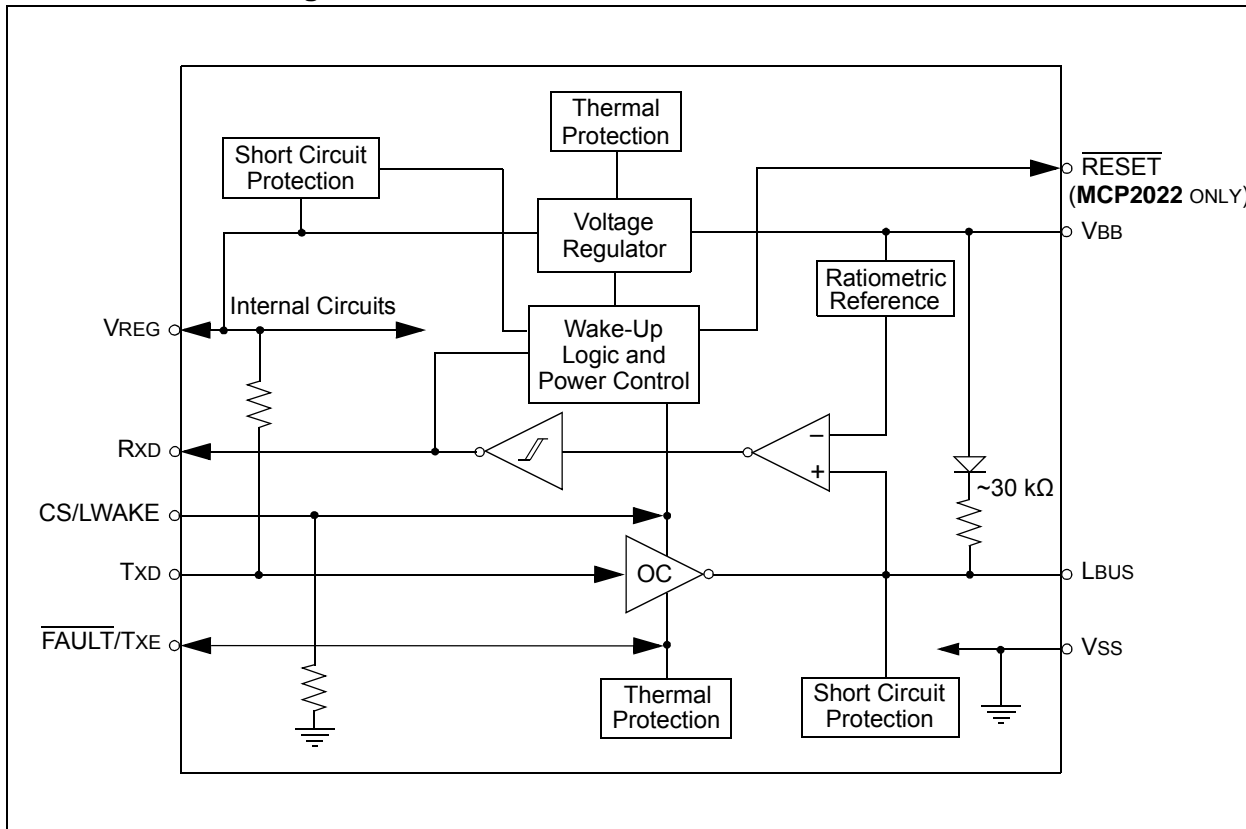 Thermal
Protection
Short Circuit
Protection
RESET
(MCP2022 ONLY)
Voltage
Regulator
VBB
Ratiometric
Reference
Internal Circuits
VREG
Wake-Up
Logic and
Power Control
RXD
–
+
~30 kΩ
CS/LWAKE
TXD
OC
LBUS
FAULT/TXE
VSS
Thermal
Protection
Short Circuit
Protection